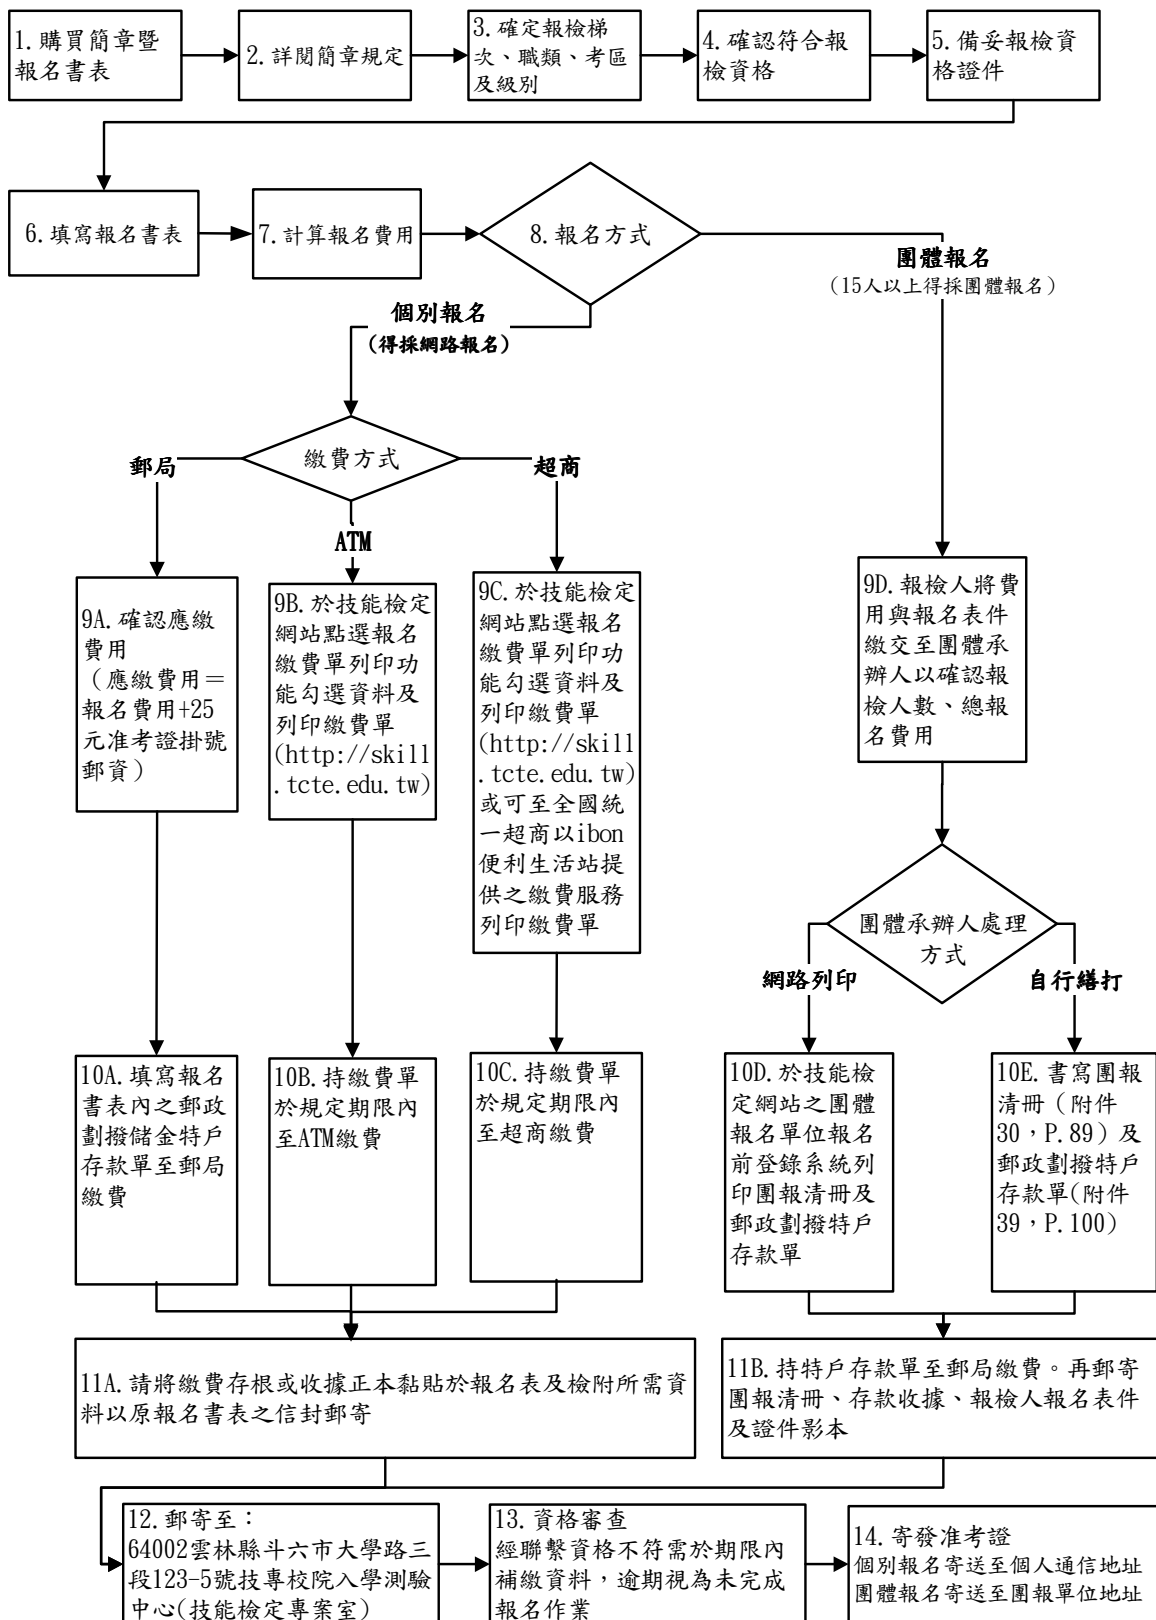 1.購買簡章暨
報名書表
2.詳閱簡章規定
3.確定報檢梯
次、職類、考區
及級別
4.確認符合報
檢資格
5.備妥報檢資
格證件
6.填寫報名書表
7.計算報名費用
8.報名方式
團體報名
（15人以上得採團體報名）
個別報名
(得採網路報名)
繳費方式
郵局
超商
ATM
9A.確認應繳
費用
（應繳費用＝
報名費用+25
元准考證掛號
郵資）
9B.於技能檢定
網站點選報名
繳費單列印功
能勾選資料及
列印繳費單
(http://skill
.tcte.edu.tw)
9C.於技能檢定
網站點選報名
繳費單列印功
能勾選資料及
列印繳費單
(http://skill
.tcte.edu.tw)
或可至全國統
一超商以ibon
便利生活站提
供之繳費服務
列印繳費單
9D.報檢人將費
用與報名表件
繳交至團體承
辦人以確認報
檢人數、總報
名費用
團體承辦人處理
方式
網路列印
自行繕打
10A.填寫報名
書表內之郵政
劃撥儲金特戶
存款單至郵局
繳費
10B.持繳費單
於規定期限內
至ATM繳費
10C.持繳費單
於規定期限內
至超商繳費
10D.於技能檢
定網站之團體
報名單位報名
前登錄系統列
印團報清冊及
郵政劃撥特戶
存款單
10E.書寫團報
清冊（附件
30，P.89）及
郵政劃撥特戶
存款單(附件
39，P.100)
11A.請將繳費存根或收據正本黏貼於報名表及檢附所需資
料以原報名書表之信封郵寄
11B.持特戶存款單至郵局繳費。再郵寄
團報清冊、存款收據、報檢人報名表件
及證件影本
12.郵寄至：
64002雲林縣斗六市大學路三
段123-5號技專校院入學測驗
中心(技能檢定專案室)
13.資格審查
經聯繫資格不符需於期限內
補繳資料，逾期視為未完成
報名作業
14.寄發准考證
個別報名寄送至個人通信地址
團體報名寄送至團報單位地址